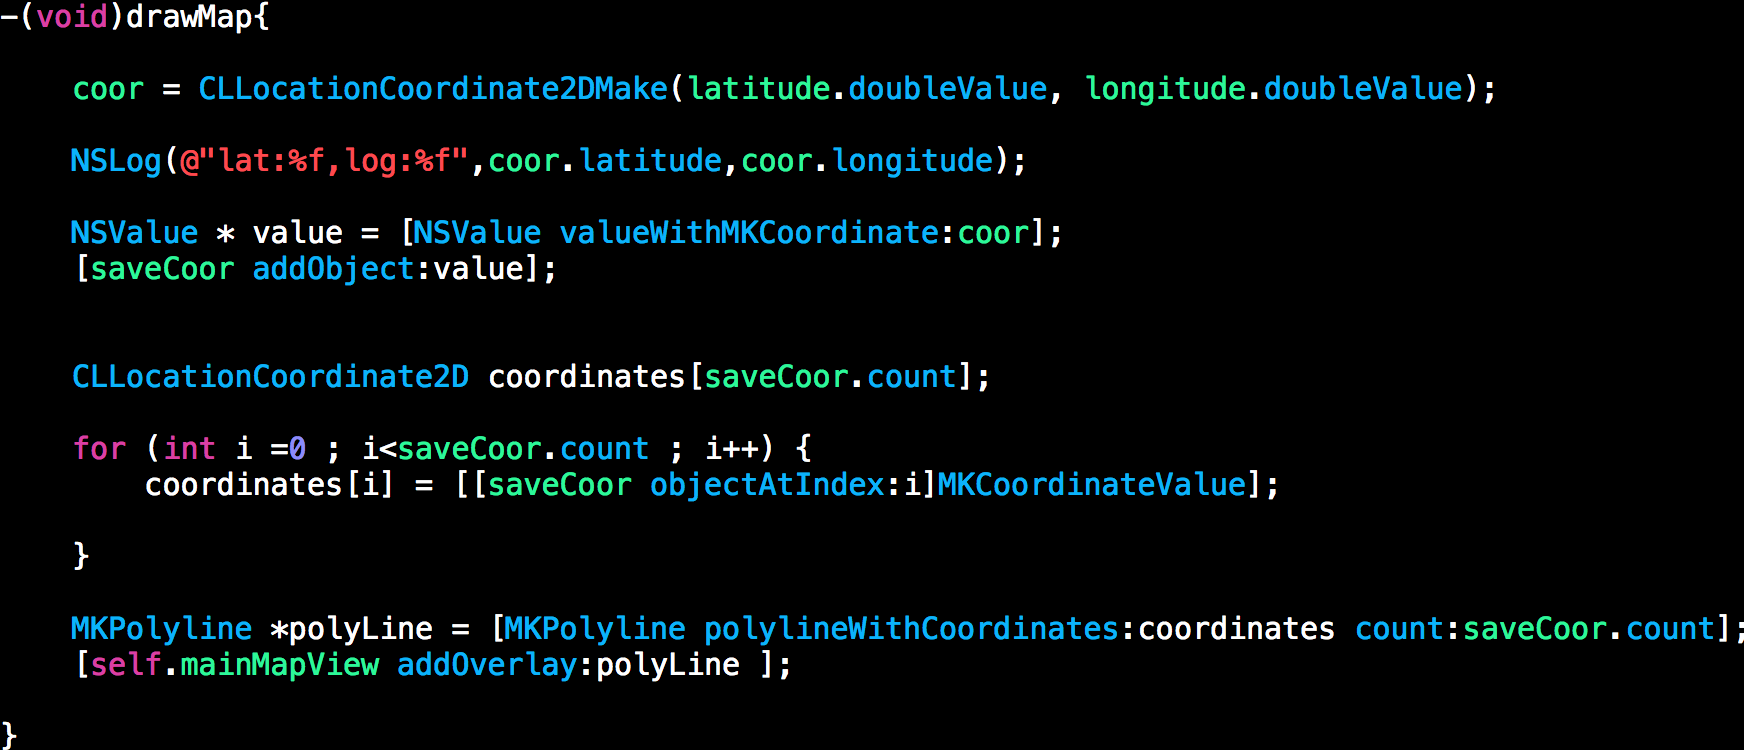 -(void)drawMap{
coor = CLLocationCoordinate2DMake(latitude.doubleValue, longitude.doubleValue);
NSLog(@"lat:%f,log:%f",coor.latitude,coor.longitude);
NSValue * value = [NSValue valueWithMKCoordinate:coor];
[saveCoor addObject:value];
CLLocationCoordinate2D coordinates[saveCoor.count];
for (int i =0 ; i<saveCoor.count ; i++) {
coordinates[i] = [[saveCoor objectAtIndex:i]MKCoordinateValue];
}
MKPolyline *polyLine = [MKPolyline polylineWithCoordinates:coordinates count:saveCoor.count];
[self.mainMapView addOverlay:polyLine ];
}